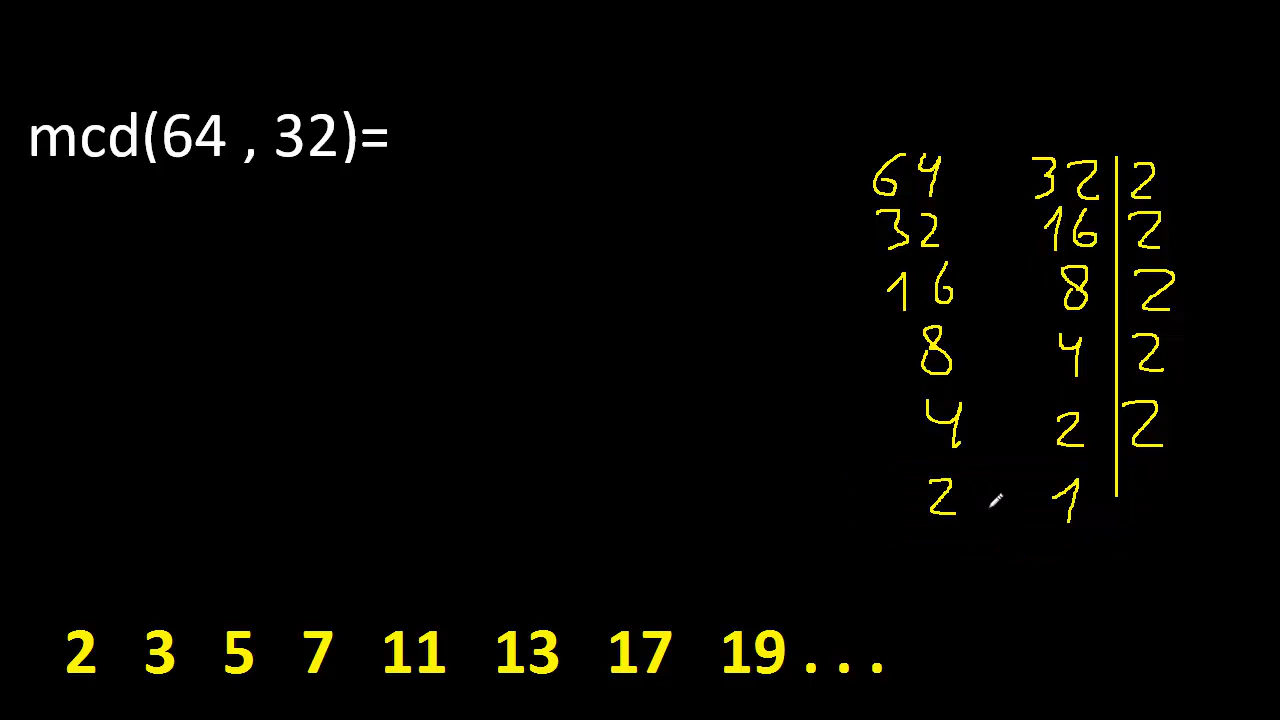 mcd(64 , 32)=
64 32 2
32 16 2
16 8 2
8 4 2
4 2 2
2 1
2 3 5 7 11 13 17 19 . . .